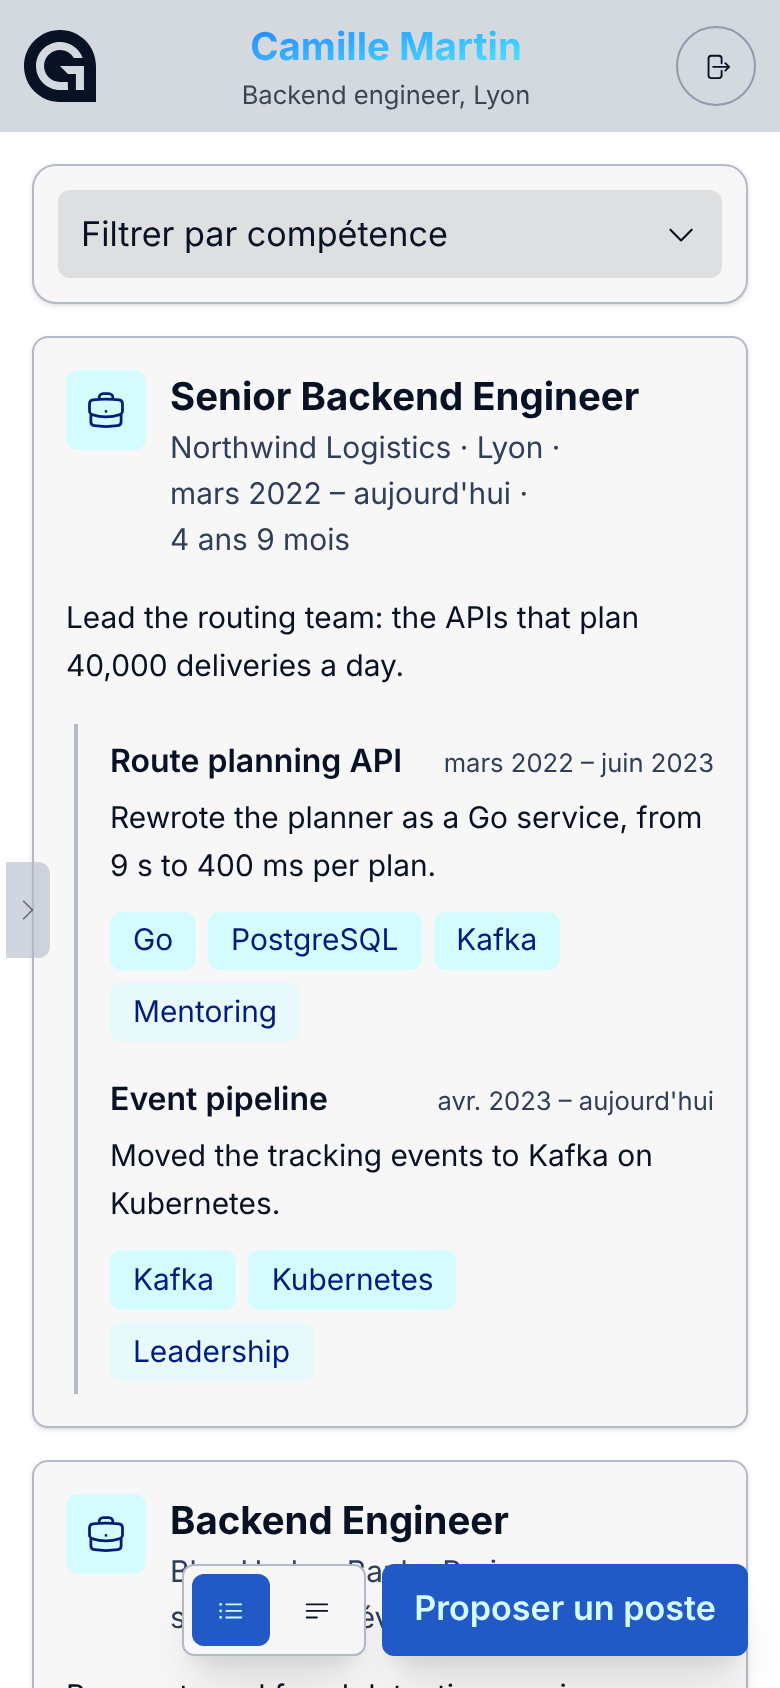 Camille Martin
Backend engineer, Lyon
Filtrer par compétence
Senior Backend Engineer
Northwind Logistics · Lyon ·
mars 2022 – aujourd'hui ·
4 ans 9 mois
Lead the routing team: the APIs that plan
40,000 deliveries a day.
Route planning API
mars 2022 – juin 2023
Rewrote the planner as a Go service, from
9 s to 400 ms per plan.
Go
PostgreSQL
Kafka
Mentoring
Event pipeline
avr. 2023 – aujourd'hui
Moved the tracking events to Kafka on
Kubernetes.
Kafka
Kubernetes
Leadership
Backend Engineer
Proposer un poste